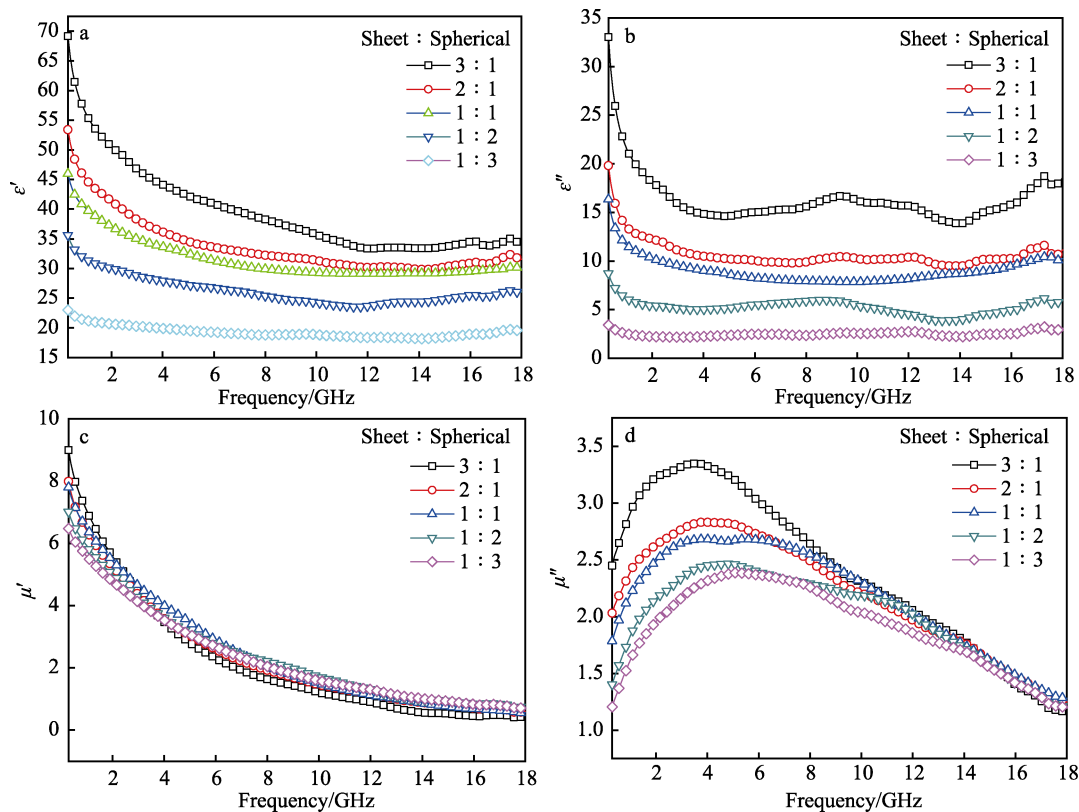 a
Sheet：Spherical
3：1
2：1
1：1
1：2
1：3
70
65
60
55
50
45
40
35
30
25
20
15
ε′
2 4 6 8 10 12 14 16 18
Frequency/GHz
b
Sheet：Spherical
3：1
2：1
1：1
1：2
1：3
35
30
25
20
15
10
5
0
ε″
2 4 6 8 10 12 14 16 18
Frequency/GHz
c
Sheet：Spherical
3：1
2：1
1：1
1：2
1：3
10
8
6
4
2
0
μ′
2 4 6 8 10 12 14 16 18
Frequency/GHz
d
Sheet：Spherical
3：1
2：1
1：1
1：2
1：3
3.5
3.0
2.5
2.0
1.5
1.0
μ″
2 4 6 8 10 12 14 16 18
Frequency/GHz